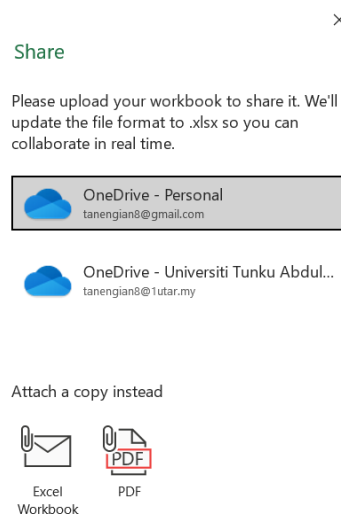 Share
Please upload your workbook to share it. We'll
update the file format to .xlsx so you can
collaborate in real time.
OneDrive - Personal
tanengian8@gmail.com
OneDrive - Universiti Tunku Abdul...
tanengian8@1utar.my
Attach a copy instead
PDF
Excel
Workbook
PDF